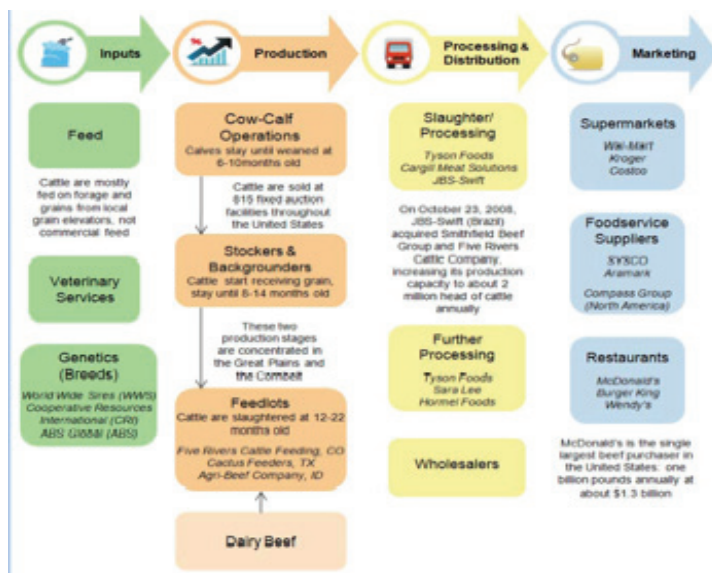 Inputs
Production
Processing &
Distribution
Marketing
Feed
Cattle are mostly
fed on forage and
grains from local
grain elevators, not
commercial feed
Veterinary
Services
Genetics
(Breeds)
World Wide Sires (WWS)
Cooperative Resources
International (CRI)
ABS Global (ABS)
Cow-Calf
Operations
Calves stay until weaned at
6-10months old
Cattle are sold at
815 fixed auction
facilities throughout
the United States
Stockers &
Backgrounders
Cattle start receiving grain,
stay until 8-14 months old
These two
production stages
are concentrated in
the Great Plains and
the Cornbelt
Feedlots
Cattle are slaughtered at 12-22
months old
Five Rivers Cattle Feeding, CO
Cactus Feeders, TX
Agri-Beef Company, ID
Dairy Beef
Slaughter/
Processing
Tyson Foods
Cargill Meat Solutions
JBS-Swift
On October 23, 2008,
JBS-Swift (Brazil)
acquired Smithfield Beef
Group and Five Rivers
Cattle Company,
increasing its production
capacity to about 2
million head of cattle
annually
Further
Processing
Tyson Foods
Sara Lee
Hormel Foods
Wholesalers
Supermarkets
Wal-Mart
Kroger
Costco
Foodservice
Suppliers
SYSCO
Aramark
Compass Group
(North America)
Restaurants
McDonald's
Burger King
Wendy's
McDonald's is the single
largest beef purchaser in
the United States: one
billion pounds annually at
about $1.3 billion